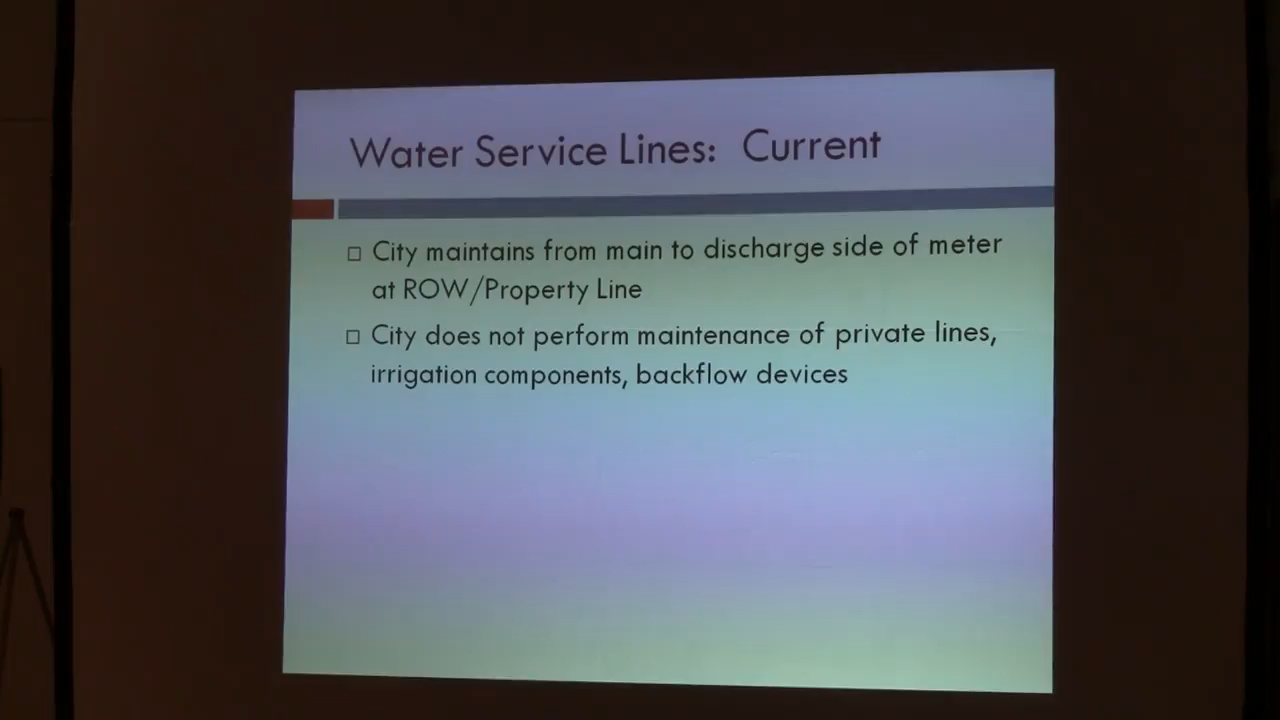 Water Service Lines: Current
City maintains from main to discharge side of meter
at ROW/Property Line
City does not perform maintenance of private lines,
irrigation components, backflow devices